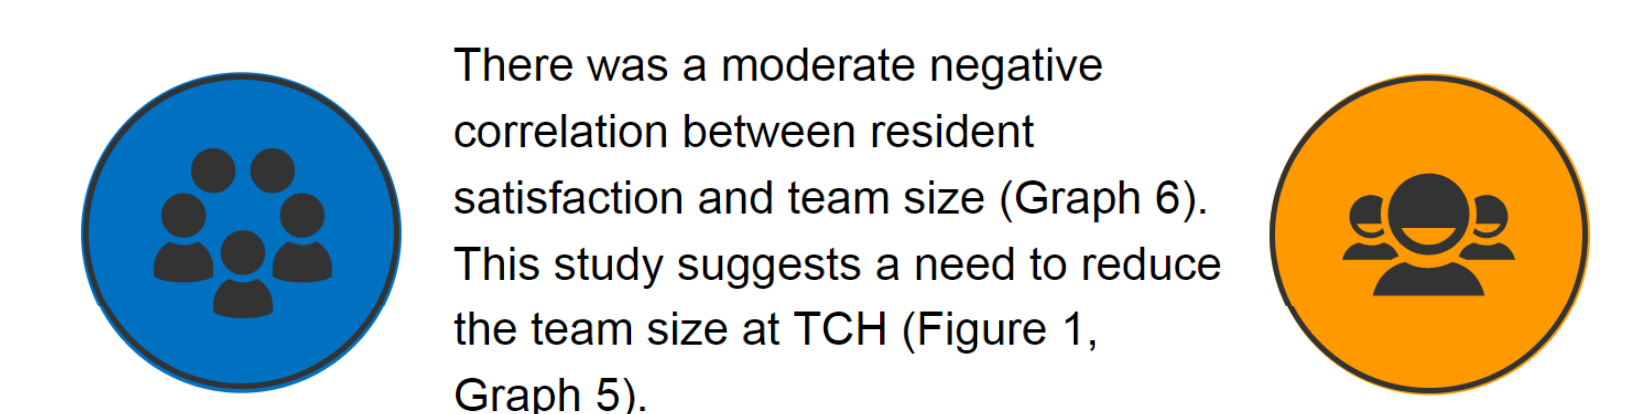 There was a moderate negative
correlation between resident
satisfaction and team size (Graph 6).
This study suggests a need to reduce
the team size at TCH (Figure 1,
Graph 5).